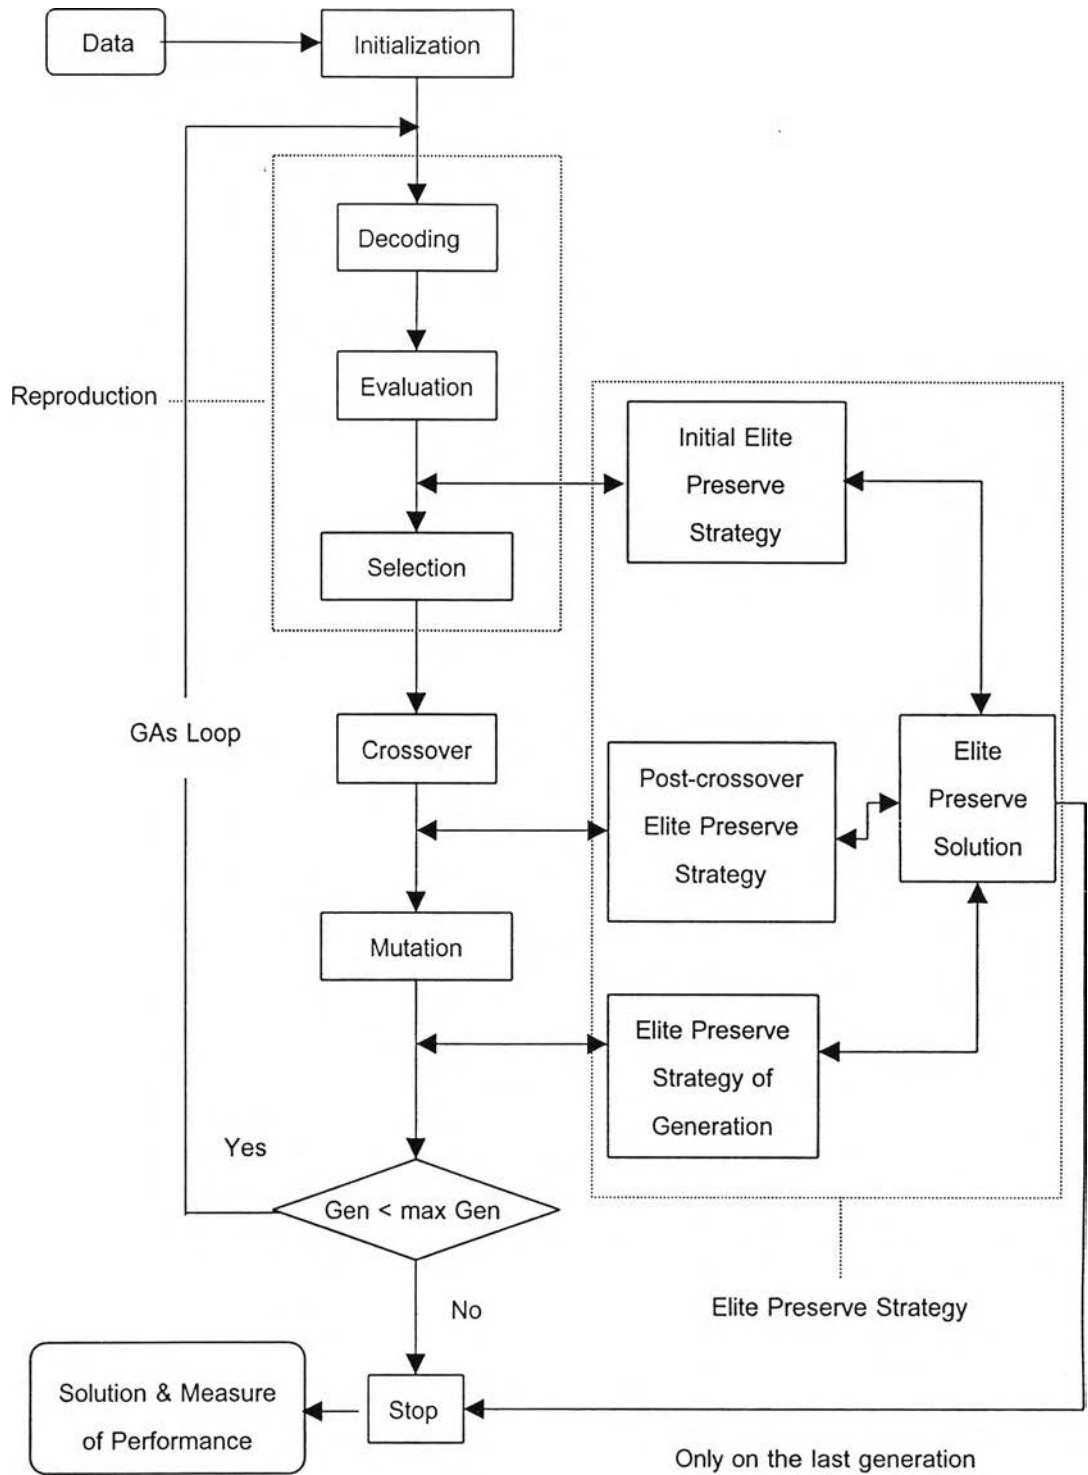 Data
Initialization
Decoding
Evaluation
Reproduction
Initial Elite
Preserve
Strategy
Selection
GAs Loop
Crossover
Post-crossover
Elite Preserve
Strategy
Elite
Preserve
Solution
Mutation
Elite Preserve
Strategy of
Generation
Yes
Gen < max Gen
No
Elite Preserve Strategy
Solution & Measure
of Performance
Stop
Only on the last generation